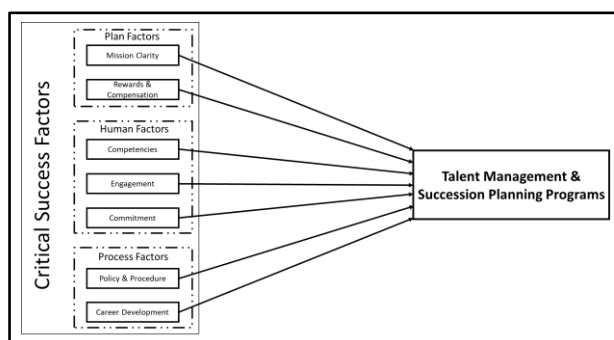 Critical Success Factors
Plan Factors
Mission Clarity
Rewards &
Compensation
Human Factors
Competencies
Engagement
Commitment
Process Factors
Policy & Procedure
Career Development
Talent Management &
Succession Planning Programs